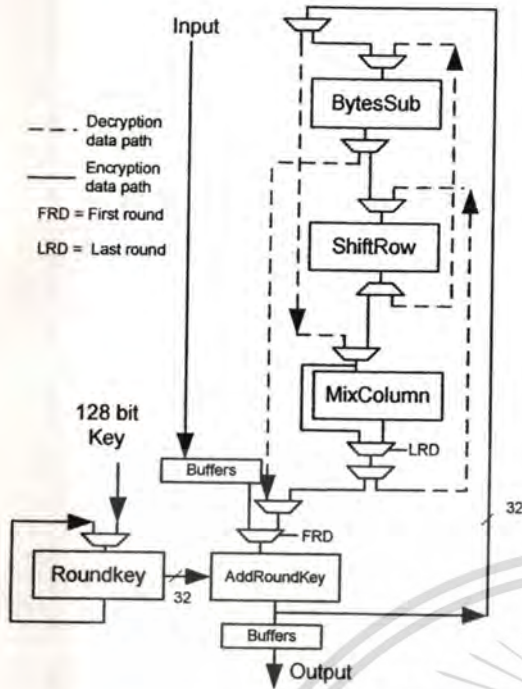 Input
BytesSub
Decryption
data path
Encryption
data path
FRD = First round
LRD = Last round
ShiftRow
MixColumn
128 bit
Key
LRD
Buffers
32
FRD
Roundkey
32
AddRoundKey
Buffers
Output